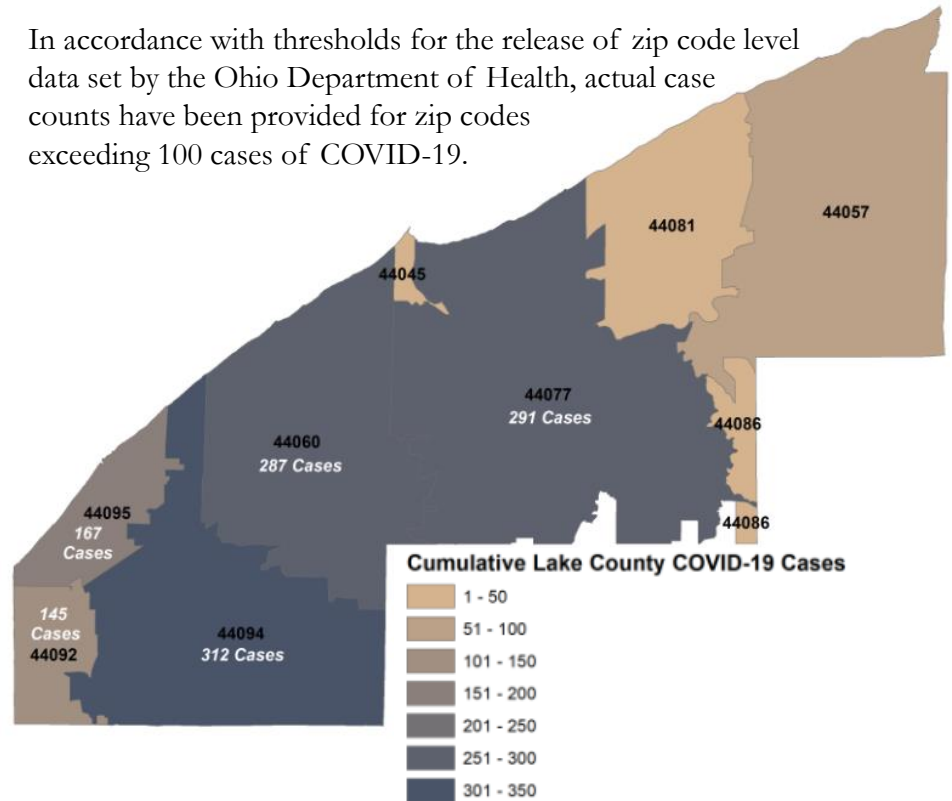 In accordance with thresholds for the release of zip code level
data set by the Ohio Department of Health, actual case
counts have been provided for zip codes
exceeding 100 cases of COVID-19.
44057
44081
44045
44077
291 Cases
44086
44060
287 Cases
44095
167
Cases
44086
145
Cases
44092
44094
312 Cases
Cumulative Lake County COVID-19 Cases
1 - 50
51 - 100
101 - 150
151 - 200
201 - 250
251 - 300
301 - 350